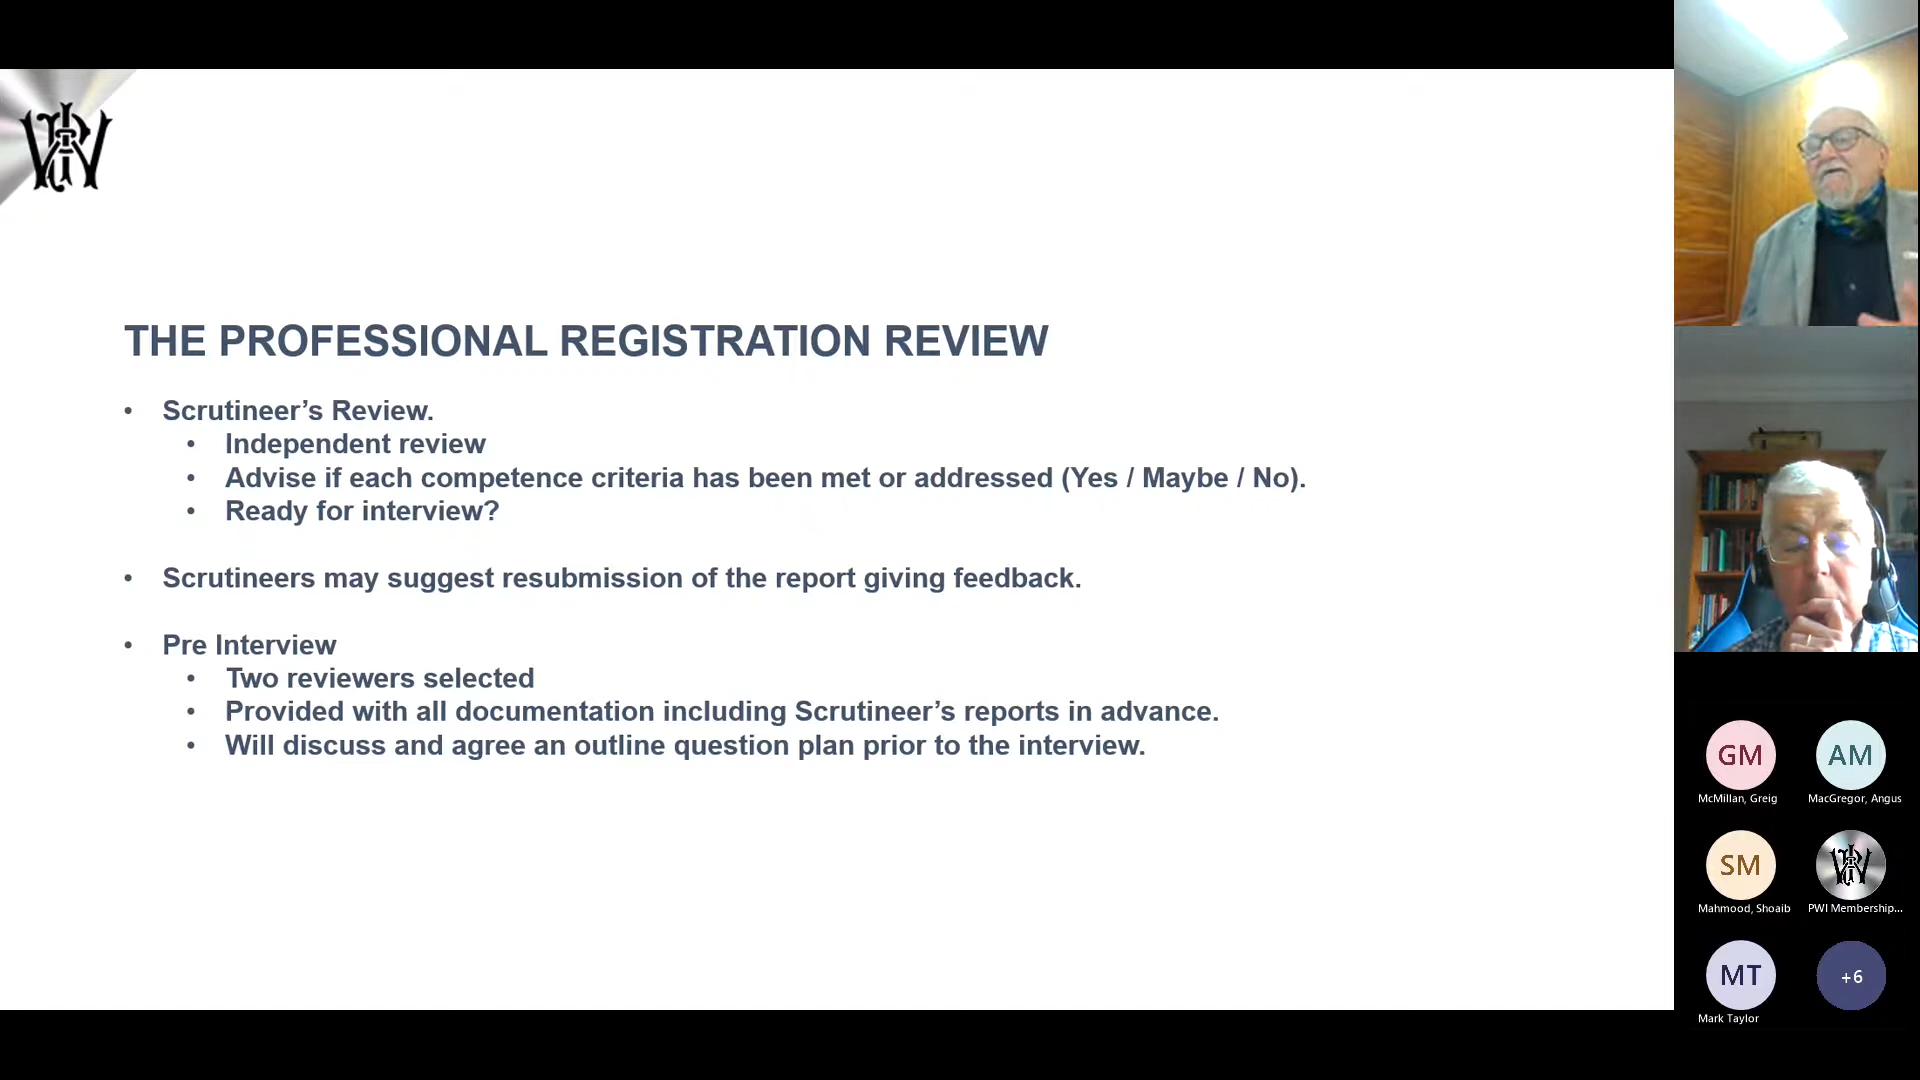 THE PROFESSIONAL REGISTRATION REVIEW
• Scrutineer’s Review.
• Independent review
• Advise if each competence criteria has been met or addressed (Yes / Maybe / No).
• Ready for interview?
• Scrutineers may suggest resubmission of the report giving feedback.
• Pre Interview
• Two reviewers selected
• Provided with all documentation including Scrutineer’s reports in advance.
• Will discuss and agree an outline question plan prior to the interview.
GM AM
McMillan, Greig MacGregor, Angus
SM
Mahmood, Shoaib PWI Membership...
MT +6
Mark Taylor